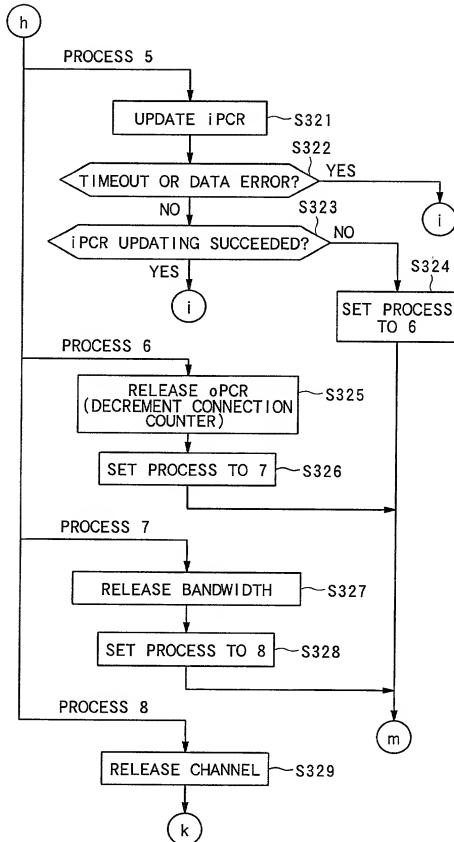 h
PROCESS 5
UPDATE iPCR
S321
S322
TIMEOUT OR DATA ERROR?
YES
NO
i
S323
iPCR UPDATING SUCCEEDED?
NO
YES
S324
i
SET PROCESS
TO 6
PROCESS 6
RELEASE oPCR
(DECREMENT CONNECTION
COUNTER)
S325
SET PROCESS TO 7
S326
PROCESS 7
RELEASE BANDWIDTH
S327
SET PROCESS TO 8
S328
PROCESS 8
m
RELEASE CHANNEL
S329
k